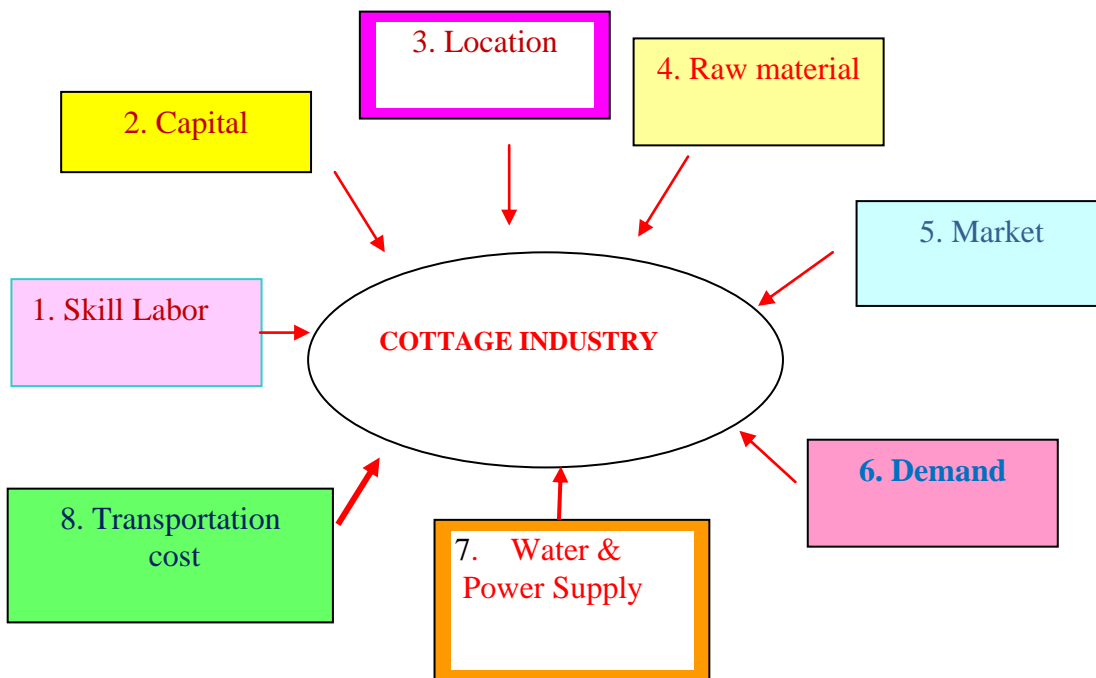 3. Location
4. Raw material
2. Capital
5. Market
1. Skill Labor
COTTAGE INDUSTRY
6. Demand
8. Transportation
cost
7. Water &
Power Supply